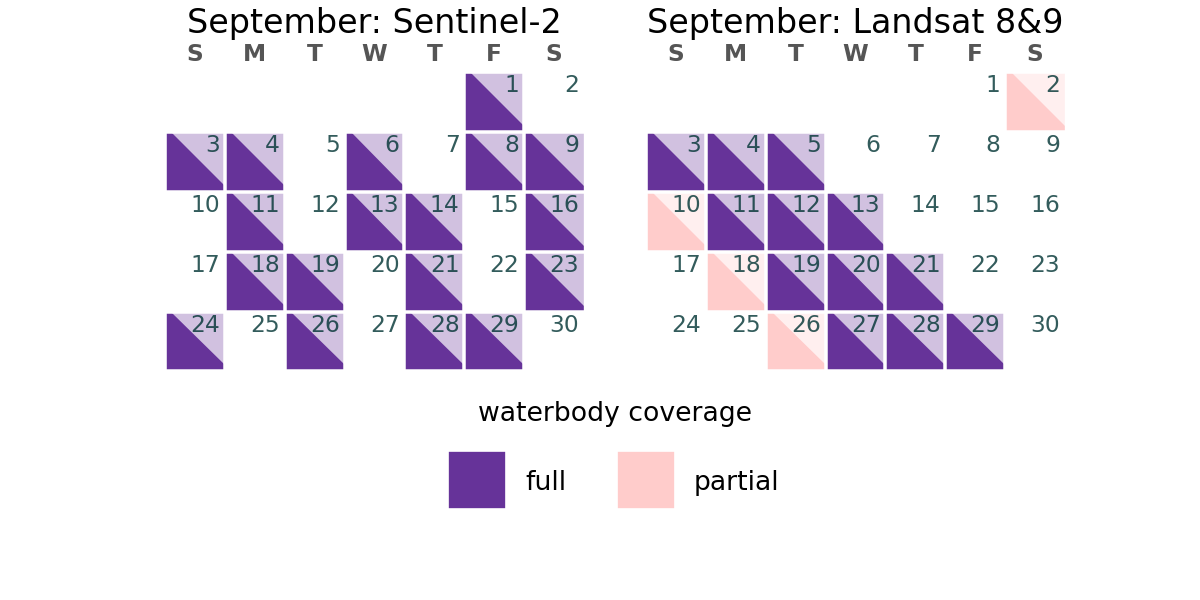 September: Sentinel-2
S M T W T F S
1 2
3 4 5 6 7 8 9
10 11 12 13 14 15 16
17 18 19 20 21 22 23
24 25 26 27 28 29 30
September: Landsat 8&9
S M T W T F S
1 2
3 4 5 6 7 8 9
10 11 12 13 14 15 16
17 18 19 20 21 22 23
24 25 26 27 28 29 30
waterbody coverage
full
partial